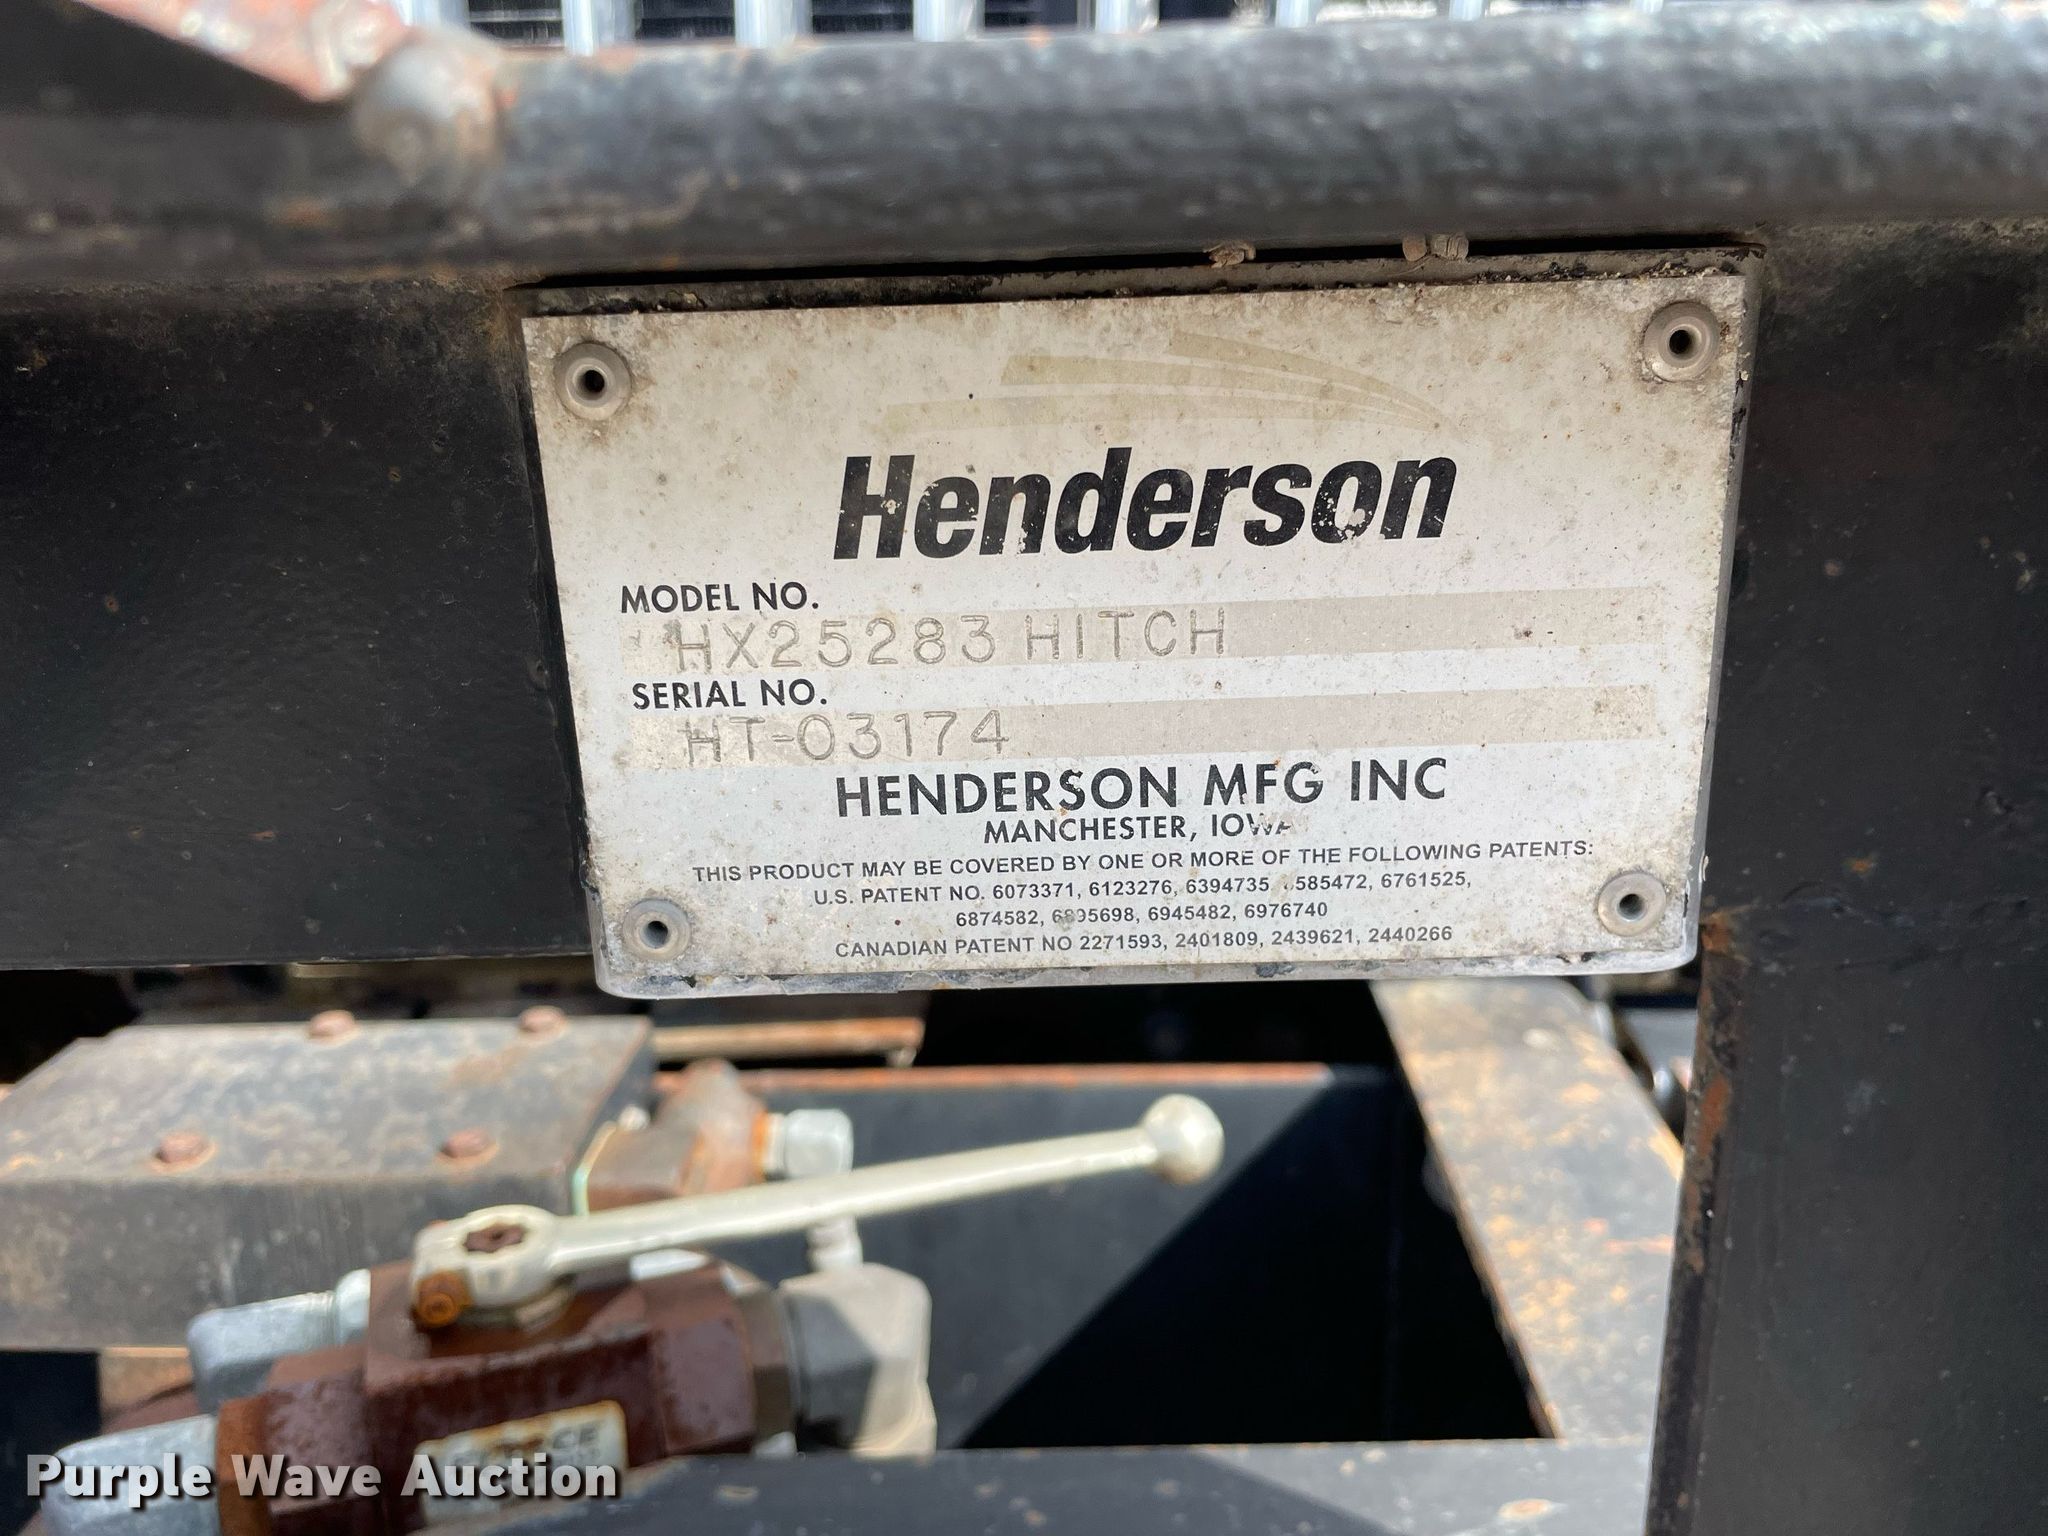 Henderson
MODEL NO.
HX25283 HITCH
SERIAL NO.
HT-03174
HENDERSON MFG INC
MANCHESTER, IOWA
THIS PRODUCT MAY BE COVERED BY ONE OR MORE OF THE FOLLOWING PATENTS:
U.S. PATENT NO. 6073371, 6123276, 6394735 585472, 6761525,
6874582, 6895698, 6945482, 6976740
CANADIAN PATENT NO 2271593, 2401809, 2439621, 2440266
Purple Wave Auction